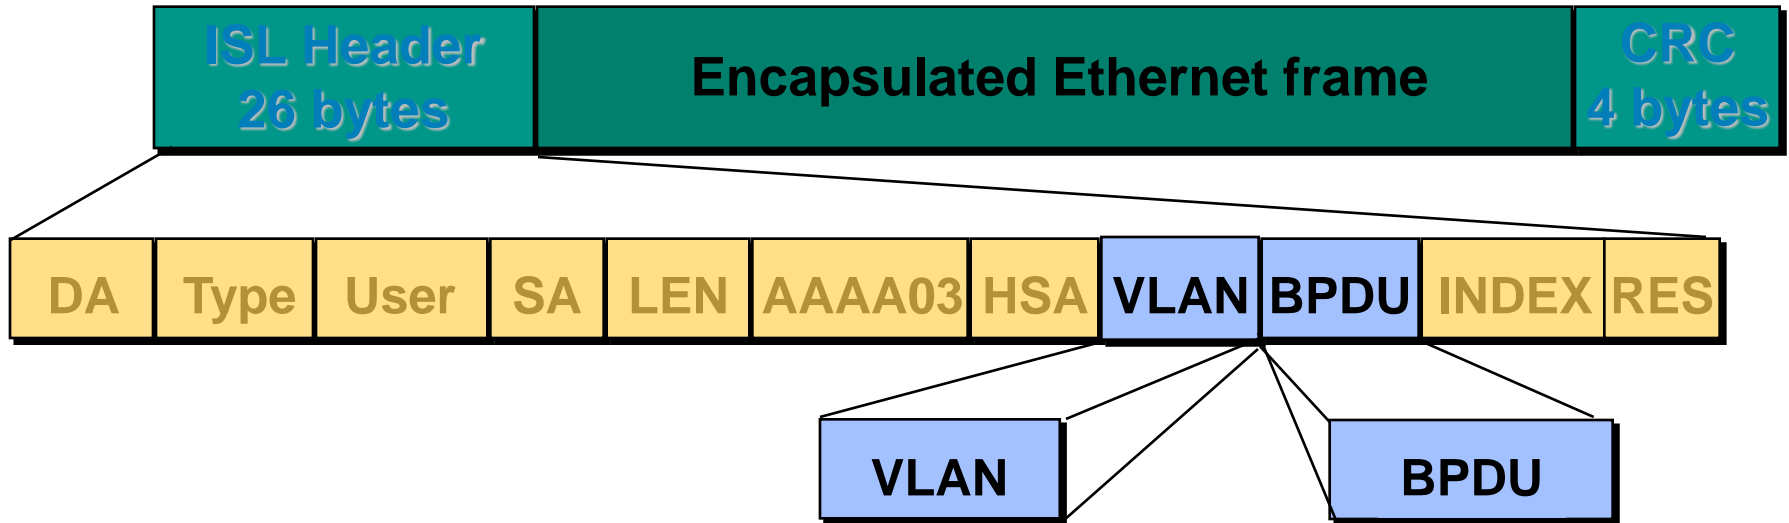 ISL Header
26 bytes
Encapsulated Ethernet frame
CRC
4 bytes
DA Type User SA LEN AAAA03 HSA VLAN BPDU INDEX RES
VLAN BPDU